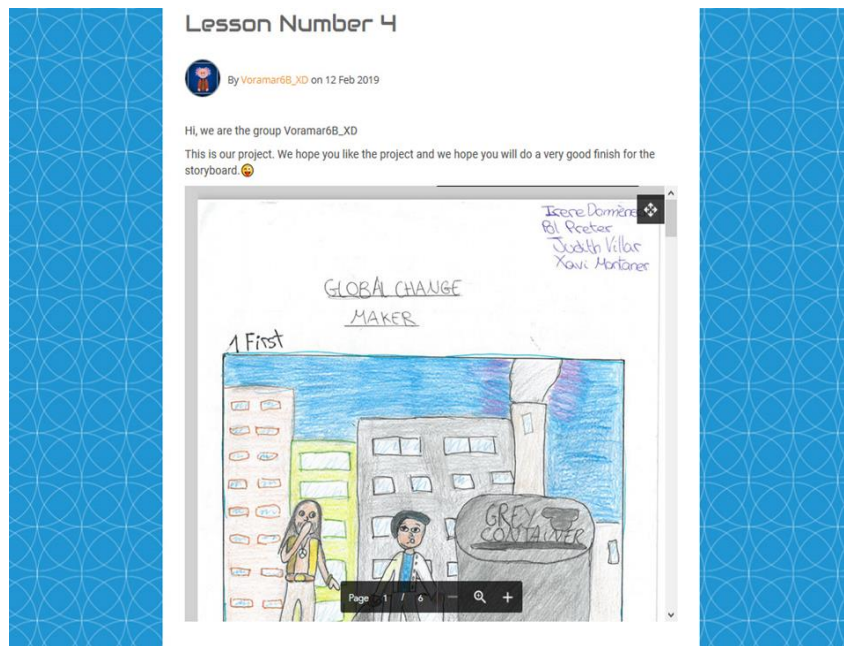 Lesson Number 4
By Voramar6B_XD on 12 Feb 2019
Hi, we are the group Voramar6B_XD
This is our project. We hope you like the project and we hope you will do a very good finish for the
storyboard.
Irene
Pol Preter
Judith Villar
Xavi Montaner
GLOBAL CHANGE
MAKER
1 First
GREY
CONTAINER
Page 1 / 6